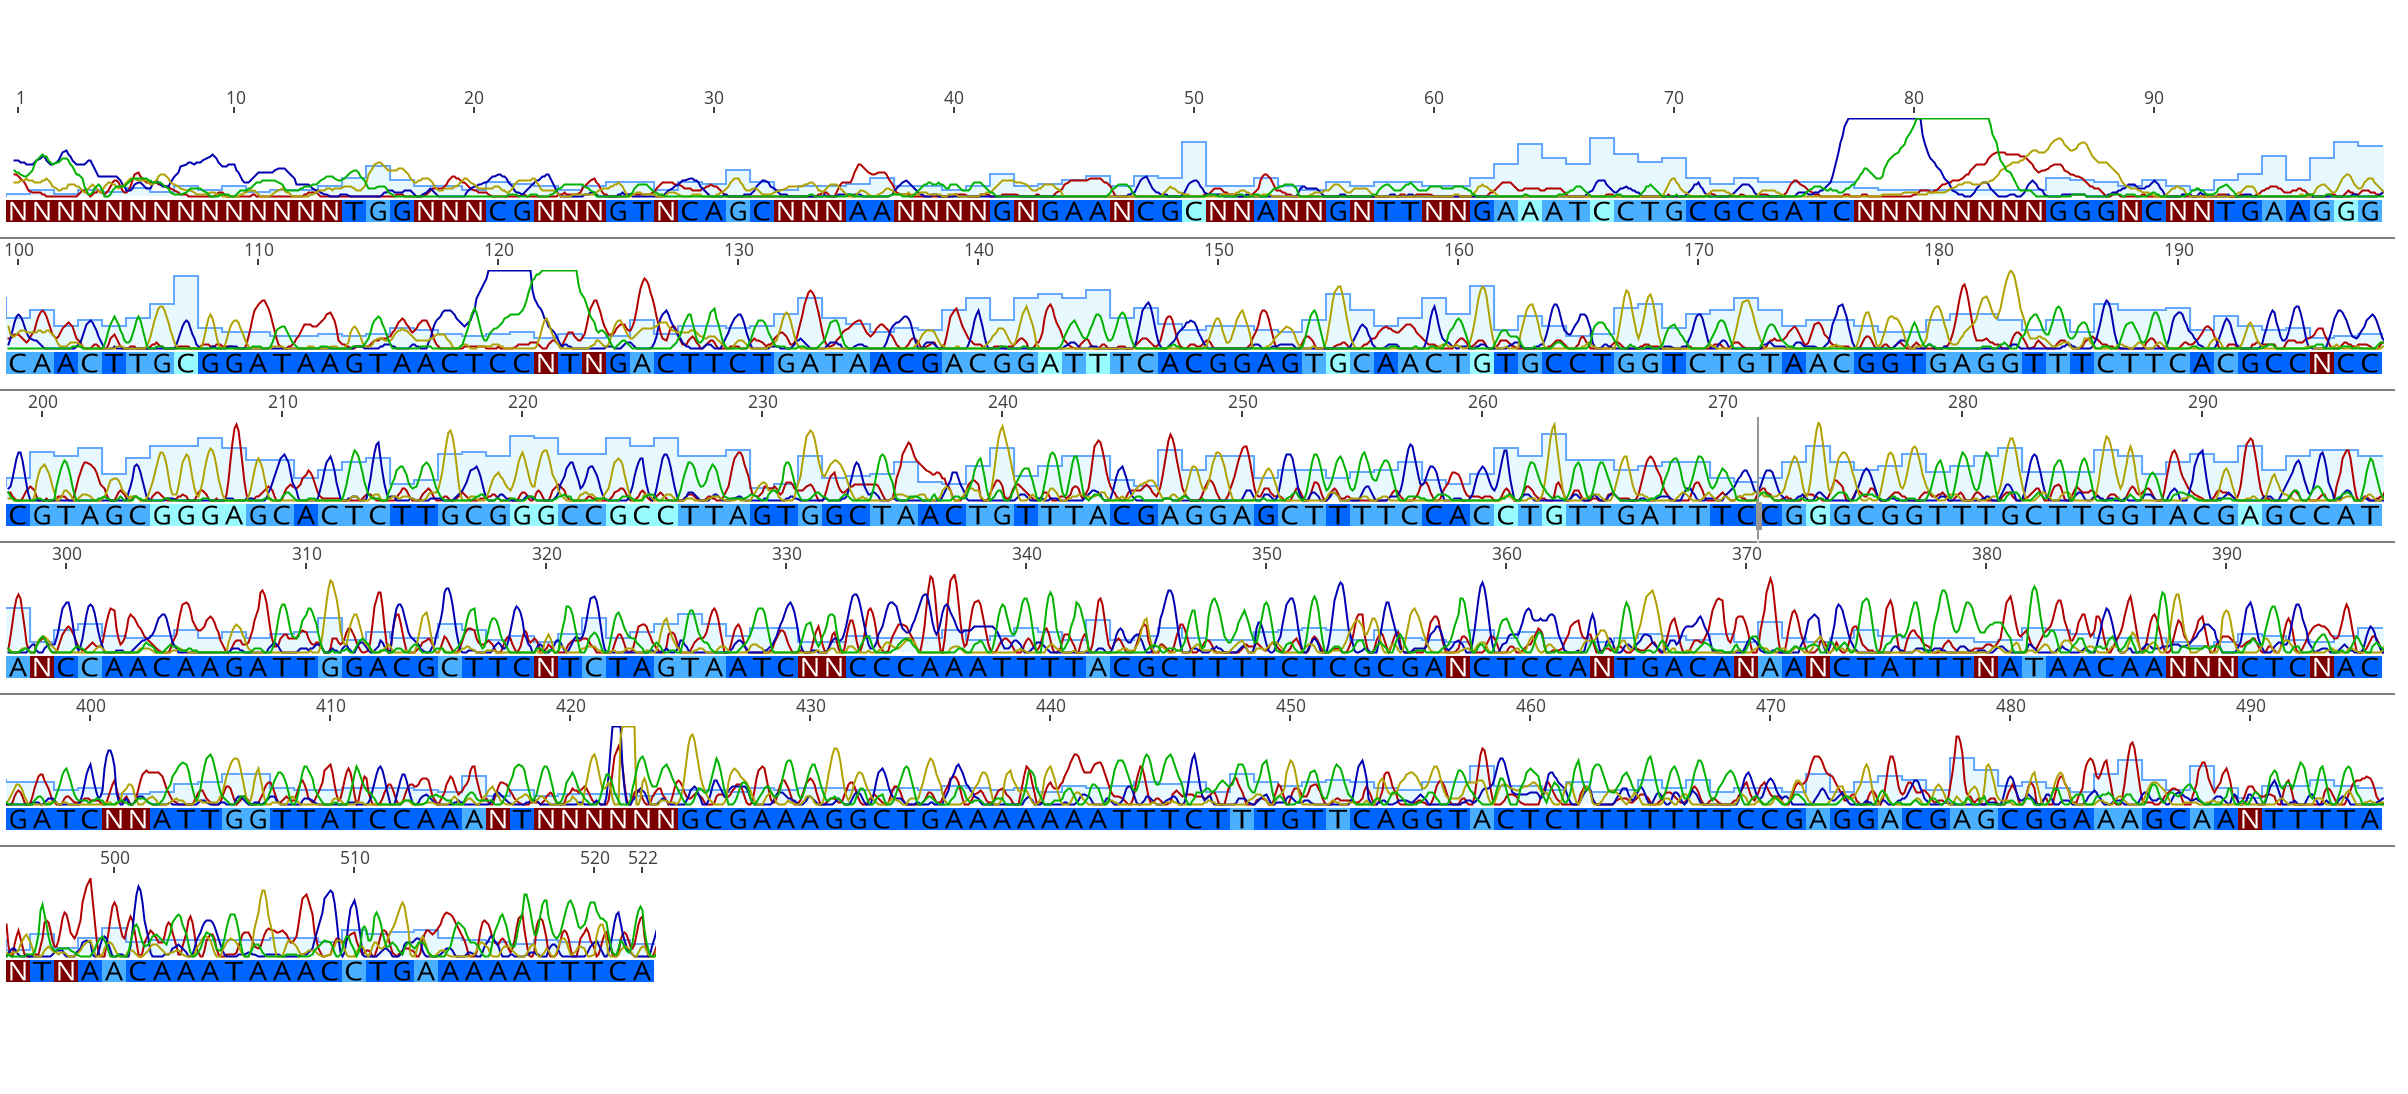 1 10 20 30 40 50 60 70 80 90
NNNNNNNNNNNNNNTGGNNNCGNNNGTNCAGCNNNAANNNNGNGAANCGCNNANNGNTTNNGAAATCCTGCGCGATCNNNNNNNNGGGNCNNTGAAGGG
100 110 120 130 140 150 160 170 180 190
CAACTTGCGGATAAGTAACTCCNTNGACTTCTGATAACGACGGATTTCACGGAGTGCAACTGTGCCTGGTCTGTAACGGTGAGGTTTCTTCACGCCNCC
200 210 220 230 240 250 260 270 280 290
CGTAGCGGGAGCACTCTTGCGGGCCGCCTTAGTGGCTAACTGTTTACGAGGAGCTTTTCCACCTGTTGATTTCCGGGCGGTTTGCTTGGTACGAGCCAT
300 310 320 330 340 350 360 370 380 390
ANCCAACAAGATTGGACGCTTCNTCTAGTAATCNNCCCAAATTTTACGCTTTTCTCGCGANCTCCANTGACANAANCTATTTNATAACAANNNCTCNAC
400 410 420 430 440 450 460 470 480 490
GATCNNATTGGTTATCCAAANTNNNNNNGCGAAAGGCTGAAAAAAATTTCTTTGTTCAGGTACTCTTTTTTTCCGAGGACGAGCGGAAAGCAANTTTTA
500 510 520 522
NTNAACAAATAAACCTGAAAAATTTCA